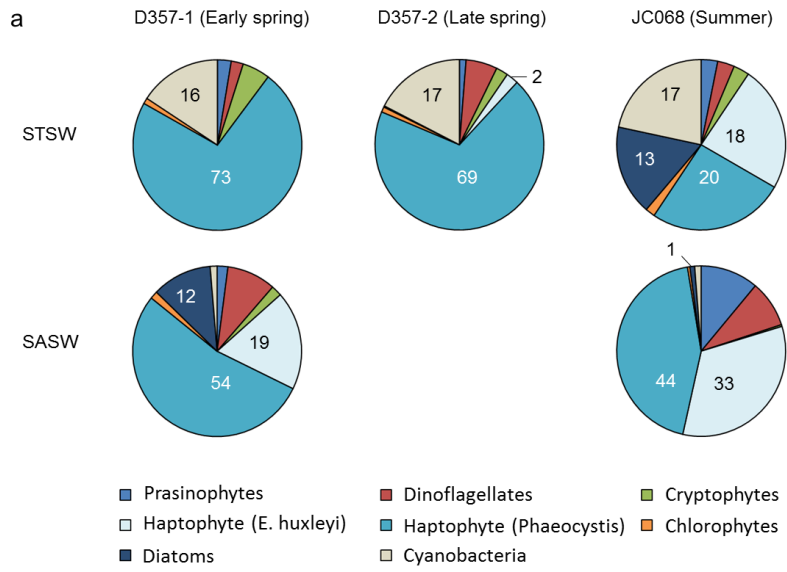 a
D357-1 (Early spring) D357-2 (Late spring) JC068 (Summer)
STSW
16
73
17
2
69
17
18
13
20
SASW
12
19
54
1
44
33
Prasinophytes Dinoflagellates Cryptophytes
Haptophyte (E. huxleyi) Haptophyte (Phaeocystis) Chlorophytes
Diatoms Cyanobacteria